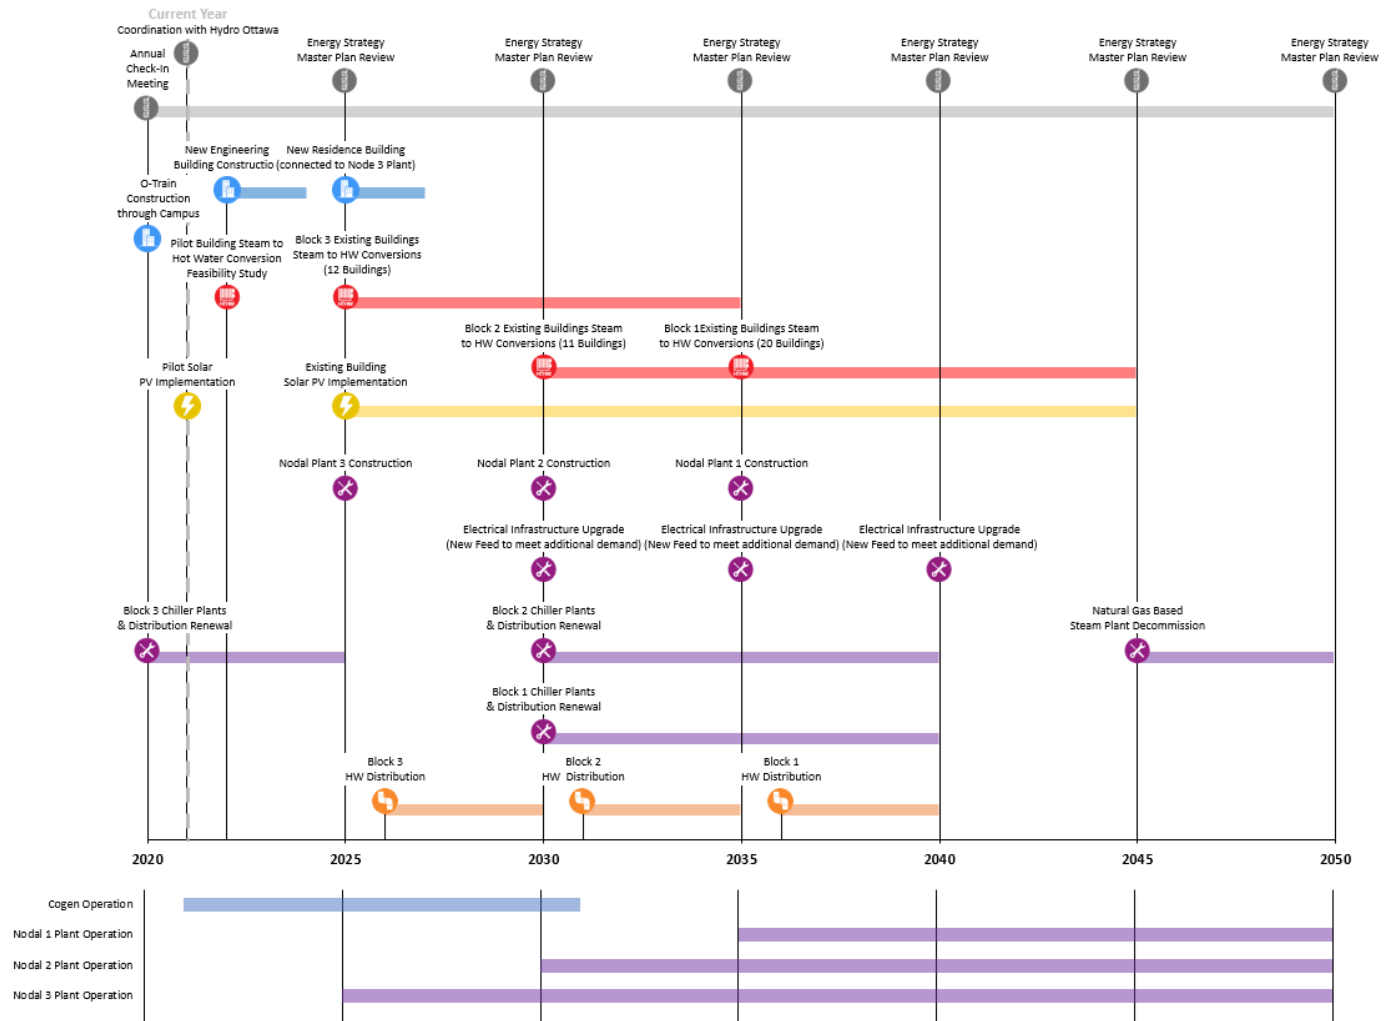 Current Year
Coordination with Hydro Ottawa
Annual
Check-In
Meeting
Energy Strategy
Master Plan Review
Energy Strategy
Master Plan Review
Energy Strategy
Master Plan Review
Energy Strategy
Master Plan Review
Energy Strategy
Master Plan Review
Energy Strategy
Master Plan Review
New Engineering
Building Constructio
New Residence Building
(connected to Node 3 Plant)
O-Train
Construction
through Campus
Pilot Building Steam to
Hot Water Conversion
Feasibility Study
Block 3 Existing Buildings
Steam to HW Conversions
(12 Buildings)
Block 2 Existing Buildings Steam
to HW Conversions (11 Buildings)
Block 1Existing Buildings Steam
to HW Conversions (20 Buildings)
Pilot Solar
PV Implementation
Existing Building
Solar PV Implementation
Nodal Plant 3 Construction
Nodal Plant 2 Construction
Nodal Plant 1 Construction
Electrical Infrastructure Upgrade
(New Feed to meet additional demand)
Electrical Infrastructure Upgrade
(New Feed to meet additional demand)
Electrical Infrastructure Upgrade
(New Feed to meet additional demand)
Block 3 Chiller Plants
& Distribution Renewal
Block 2 Chiller Plants
& Distribution Renewal
Natural Gas Based
Steam Plant Decommission
Block 1 Chiller Plants
& Distribution Renewal
Block 3
HW Distribution
Block 2
HW Distribution
Block 1
HW Distribution
2020 2025 2030 2035 2040 2045 2050
Cogen Operation
Nodal 1 Plant Operation
Nodal 2 Plant Operation
Nodal 3 Plant Operation